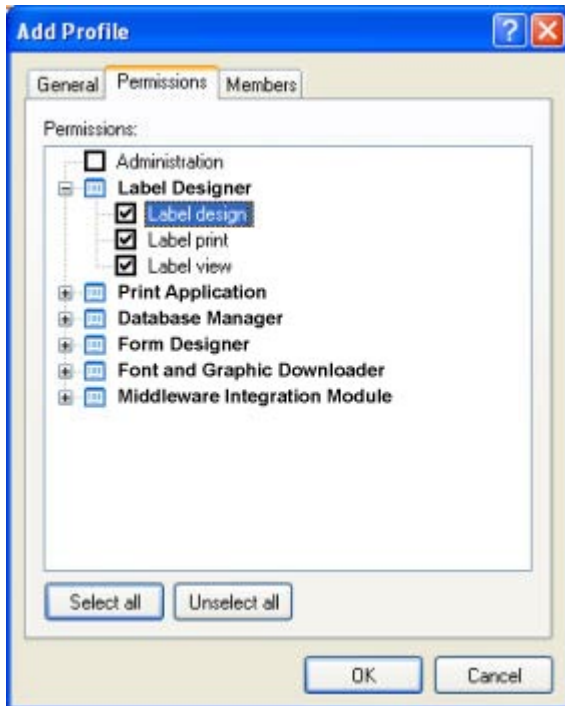 Add Profile
General Permissions Members
Permissions:
Administration
Label Designer
Label design
Label print
Label view
Print Application
Database Manager
Form Designer
Font and Graphic Downloader
Middleware Integration Module
Select all Unselect all
OK Cancel